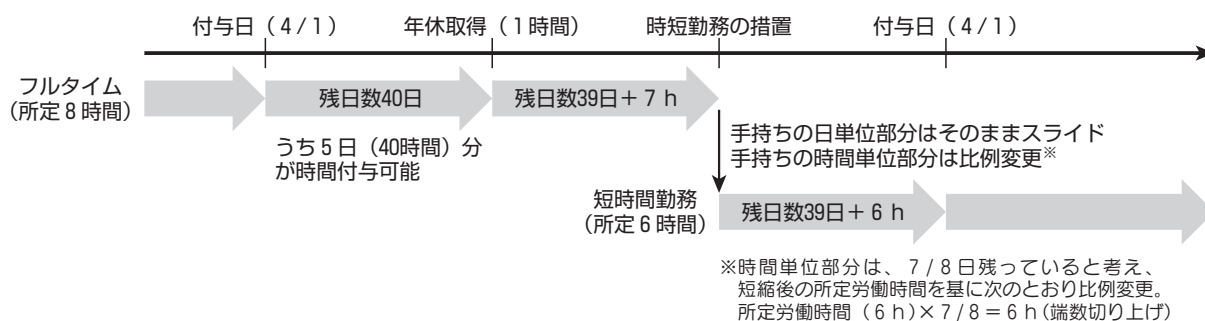 付与日（4/1）
年休取得（1時間）
時短勤務の措置
付与日（4/1）
フルタイム
（所定8時間）
残日数40日
残日数39日＋7h
うち5日（40時間）分
が時間付与可能
手持ちの日単位部分はそのままスライド
手持ちの時間単位部分は比例変更※
短時間勤務
（所定6時間）
残日数39日＋6h
※時間単位部分は、7/8日残っていると考え、
短縮後の所定労働時間を基に次のとおり比例変更。
所定労働時間（6h）×7/8＝6h（端数切り上げ）